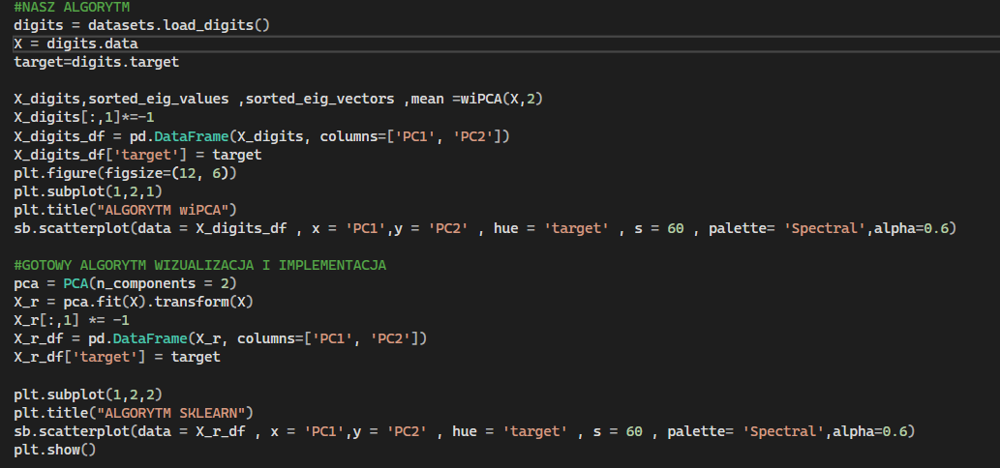 #NASZ ALGORYTM
digits = datasets.load_digits()
X = digits.data
target=digits.target
X_digits,sorted_eig_values ,sorted_eig_vectors ,mean =wiPCA(X,2)
X_digits[:,1]*=-1
X_digits_df = pd.DataFrame(X_digits, columns=['PC1', 'PC2'])
X_digits_df['target'] = target
plt.figure(figsize=(12, 6))
plt.subplot(1,2,1)
plt.title("ALGORYTM wiPCA")
sb.scatterplot(data = X_digits_df , x = 'PC1',y = 'PC2' , hue = 'target' , s = 60 , palette= 'Spectral',alpha=0.6)
#GOTOWY ALGORYTM WIZUALIZACJA I IMPLEMENTACJA
pca = PCA(n_components = 2)
X_r = pca.fit(X).transform(X)
X_r[:,1] *= -1
X_r_df = pd.DataFrame(X_r, columns=['PC1', 'PC2'])
X_r_df['target'] = target
plt.subplot(1,2,2)
plt.title("ALGORYTM SKLEARN")
sb.scatterplot(data = X_r_df , x = 'PC1',y = 'PC2' , hue = 'target' , s = 60 , palette= 'Spectral',alpha=0.6)
plt.show()